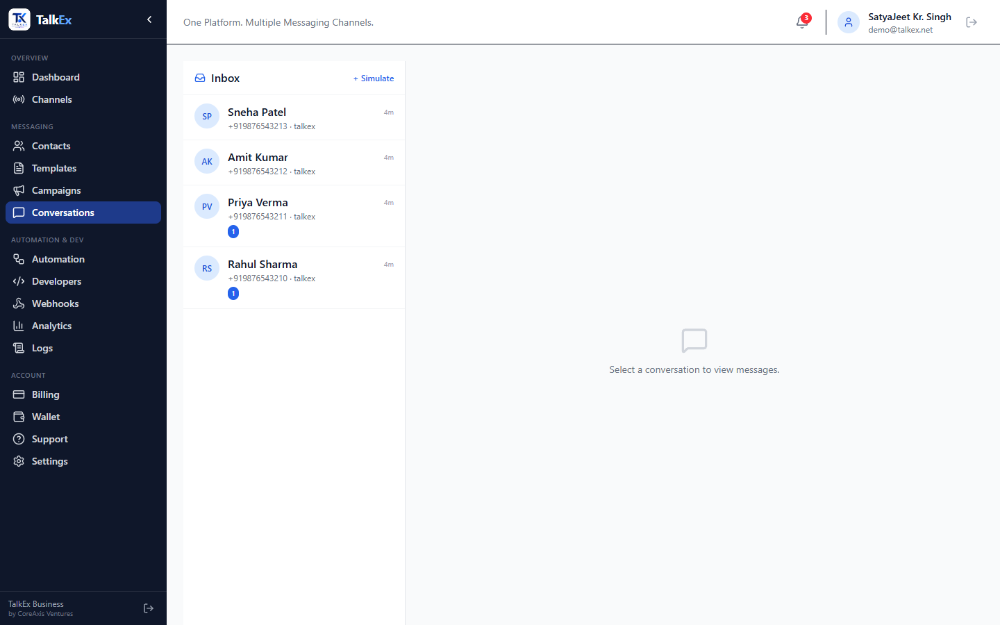 TalkEx
OVERVIEW
Dashboard
Channels
MESSAGING
Contacts
Templates
Campaigns
Conversations
AUTOMATION & DEV
Automation
Developers
Webhooks
Analytics
Logs
ACCOUNT
Billing
Wallet
Support
Settings
TalkEx Business
by CoreAxis Ventures
One Platform. Multiple Messaging Channels.
3
SatyaJeet Kr. Singh
demo@talkex.net
Inbox
+ Simulate
SP
Sneha Patel
4m
+919876543213 · talkex
AK
Amit Kumar
4m
+919876543212 · talkex
PV
Priya Verma
4m
+919876543211 · talkex
1
RS
Rahul Sharma
4m
+919876543210 · talkex
1
Select a conversation to view messages.